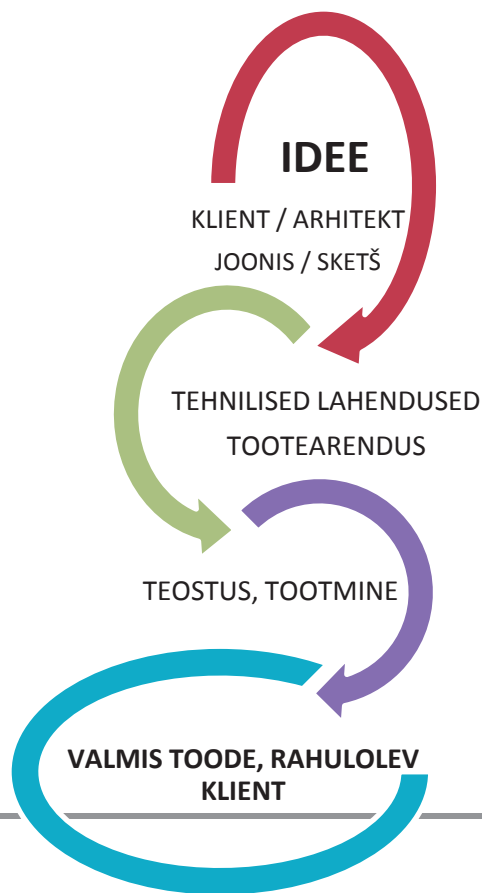 IDEE
KLIENT / ARHITEKT
JOONIS / SKETŠ
TEHNILISED LAHENDUSED
TOOTEARENDUS
TEOSTUS, TOOTMINE
VALMIS TOODE, RAHULOLEV
KLIENT